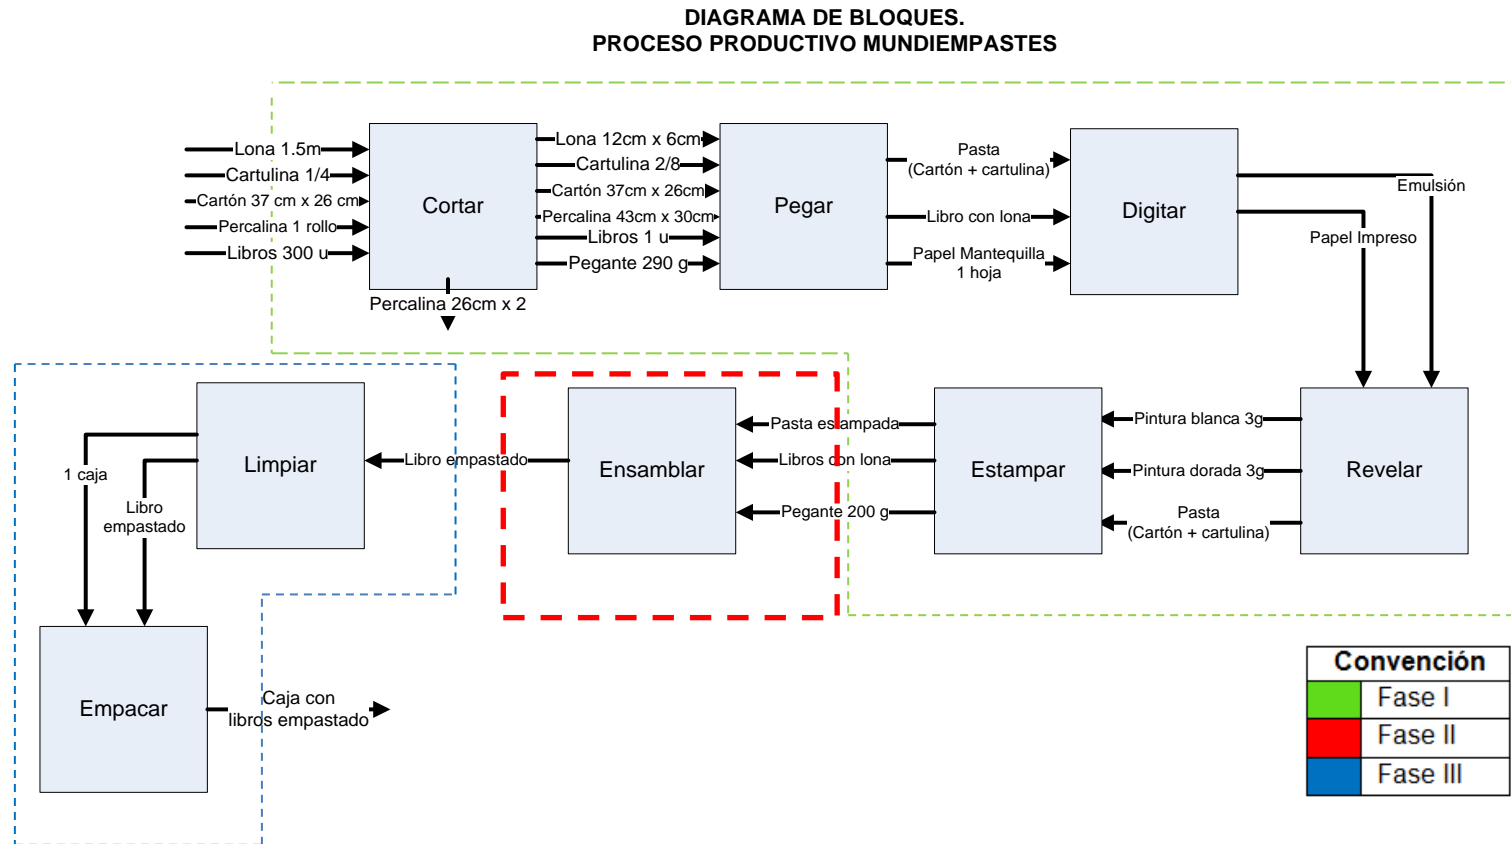 DIAGRAMA DE BLOQUES.
PROCESO PRODUCTIVO MUNDIEMPASTES
Lona 1.5m
Cartulina 1/4
Cartón 37 cm x 26 cm
Percalina 1 rollo
Libros 300 u
Cortar
Percalina 26cm x 2
Lona 12cm x 6cm
Cartulina 2/8
Cartón 37cm x 26cm
Percalina 43cm x 30cm
Libros 1 u
Pegante 290 g
Pegar
Pasta
(Cartón + cartulina)
Libro con lona
Papel Mantequilla
1 hoja
Digitar
Emulsión
Papel Impreso
Revelar
Pintura blanca 3g
Pintura dorada 3g
Pasta
(Cartón + cartulina)
Estampar
Pasta estampada
Libros con lona
Pegante 200 g
Ensamblar
Libro empastado
Limpiar
1 caja
Libro
empastado
Empacar
Caja con
libros empastado
Convención
Fase I
Fase II
Fase III